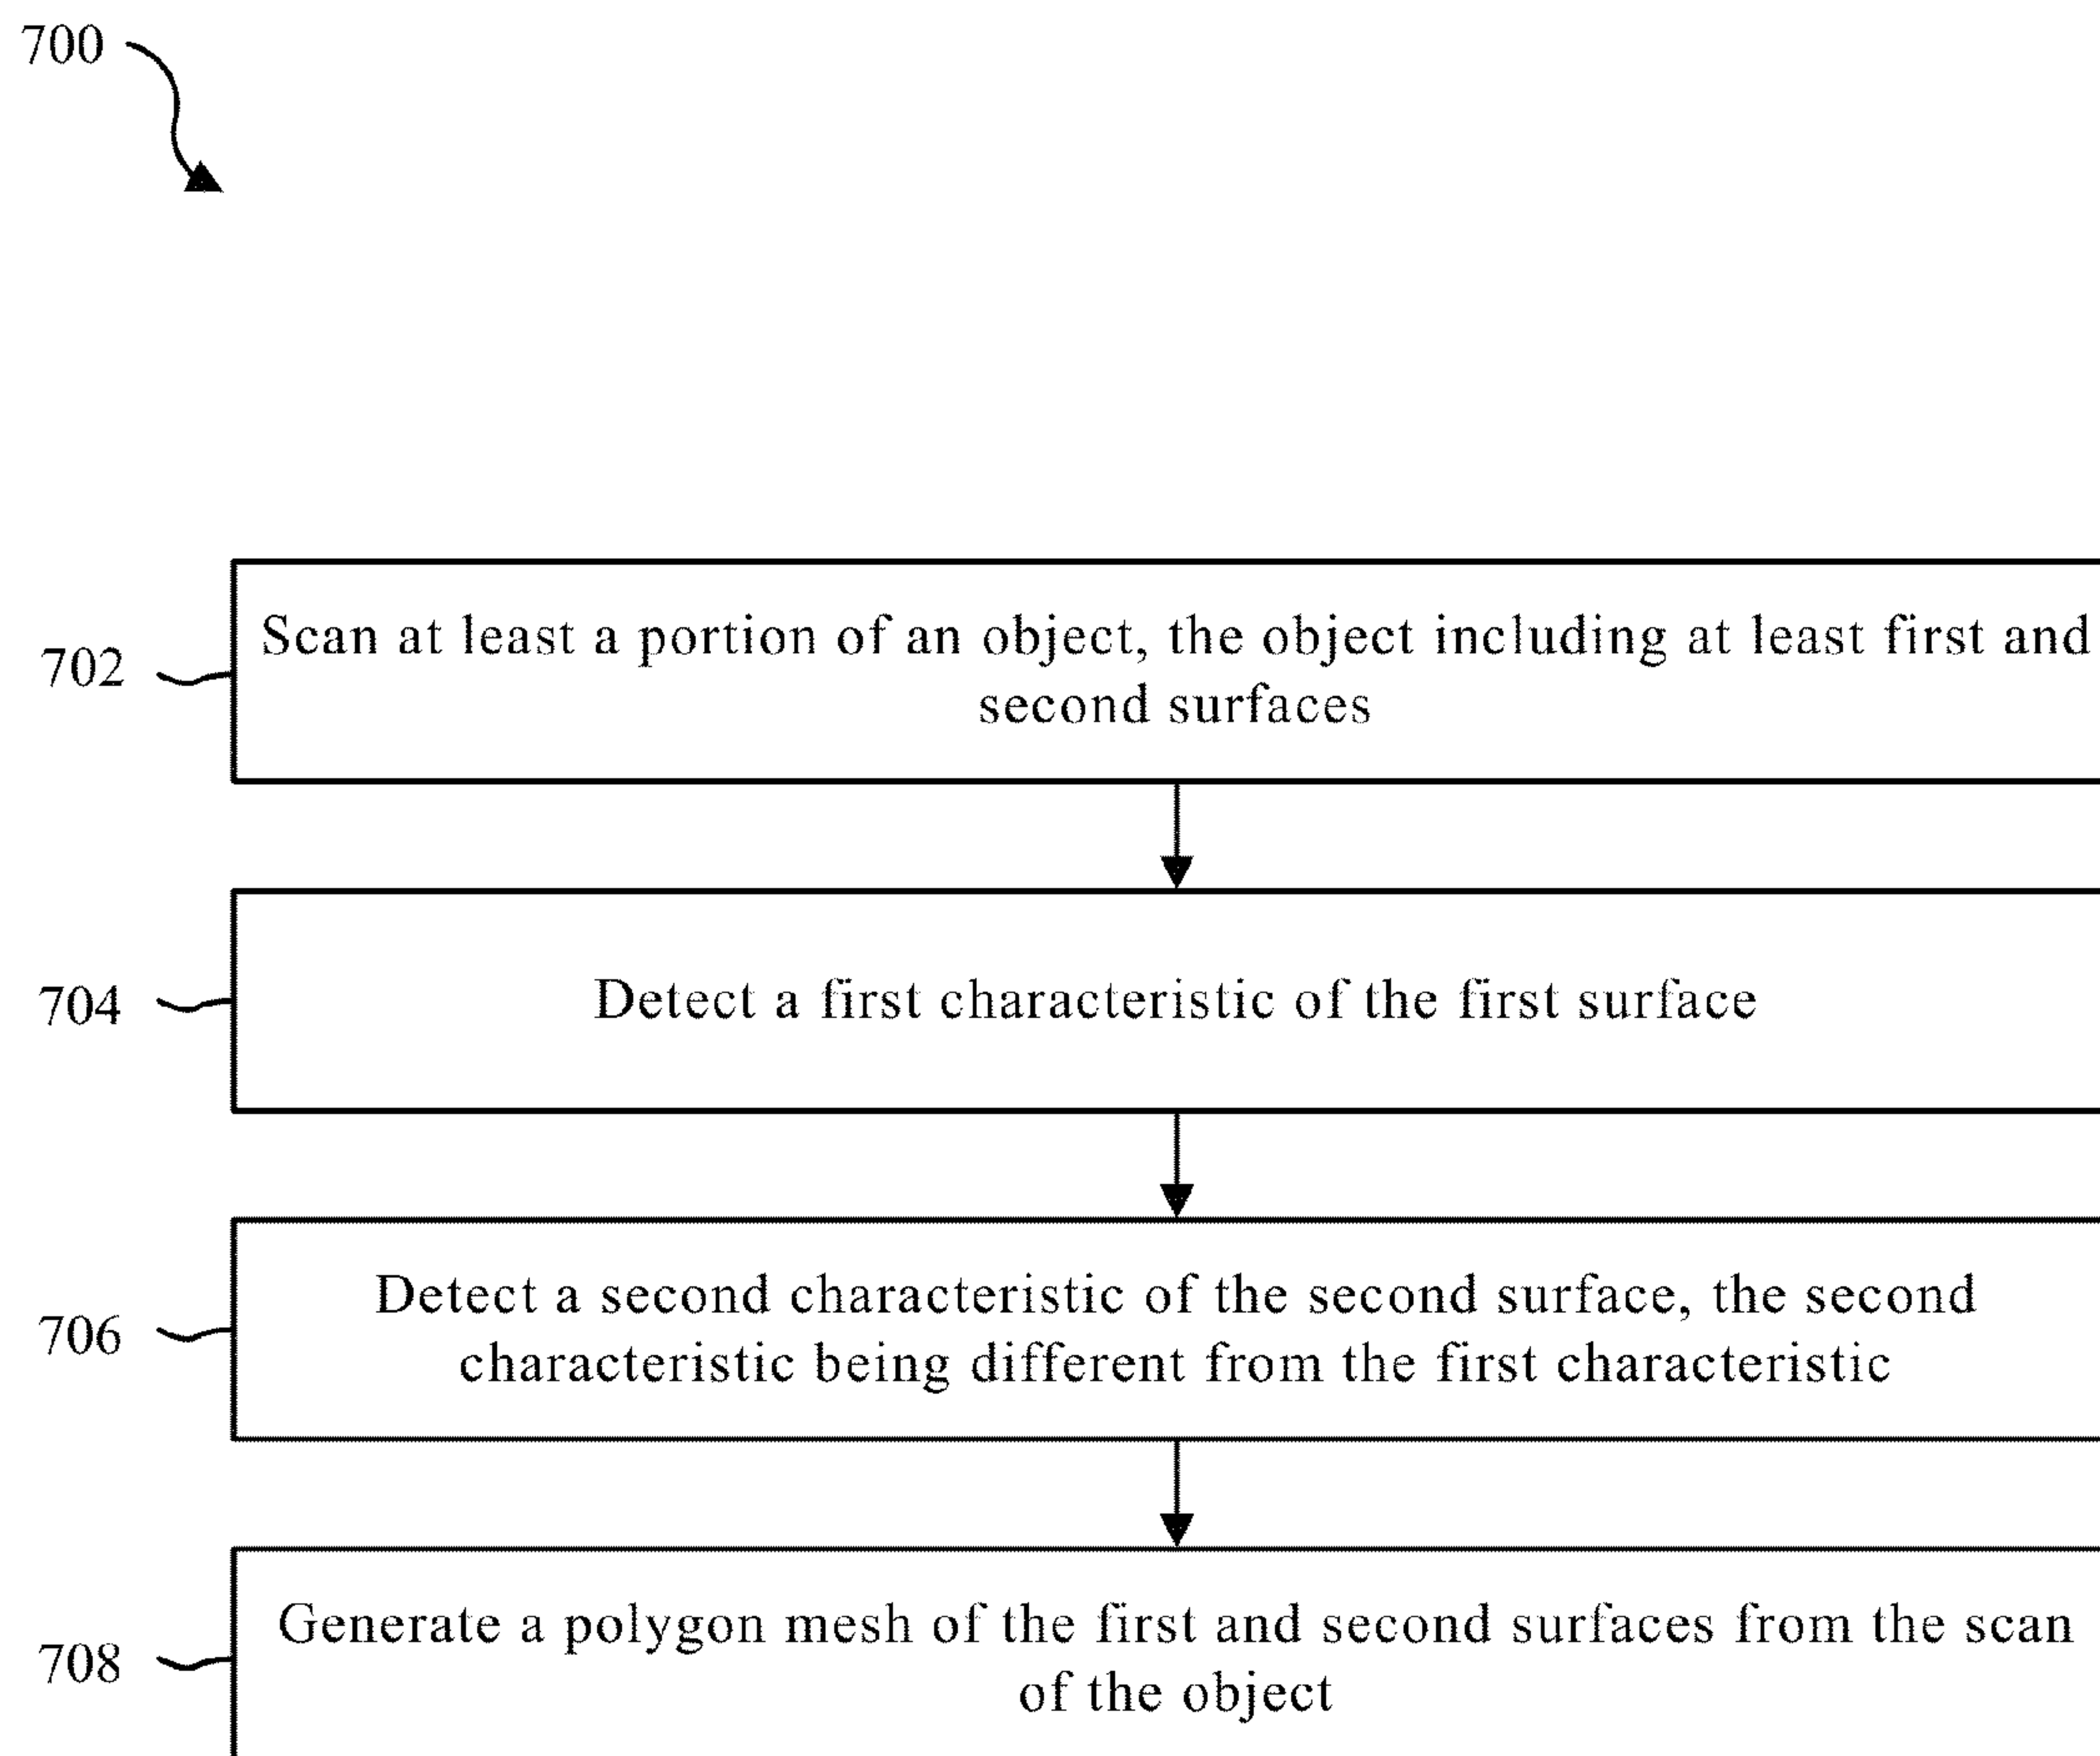 700
702
Scan at least a portion of an object, the object including at least first and
second surfaces
704
Detect a first characteristic of the first surface
706
Detect a second characteristic of the second surface, the second
characteristic being different from the first characteristic
708
Generate a polygon mesh of the first and second surfaces from the scan
of the object